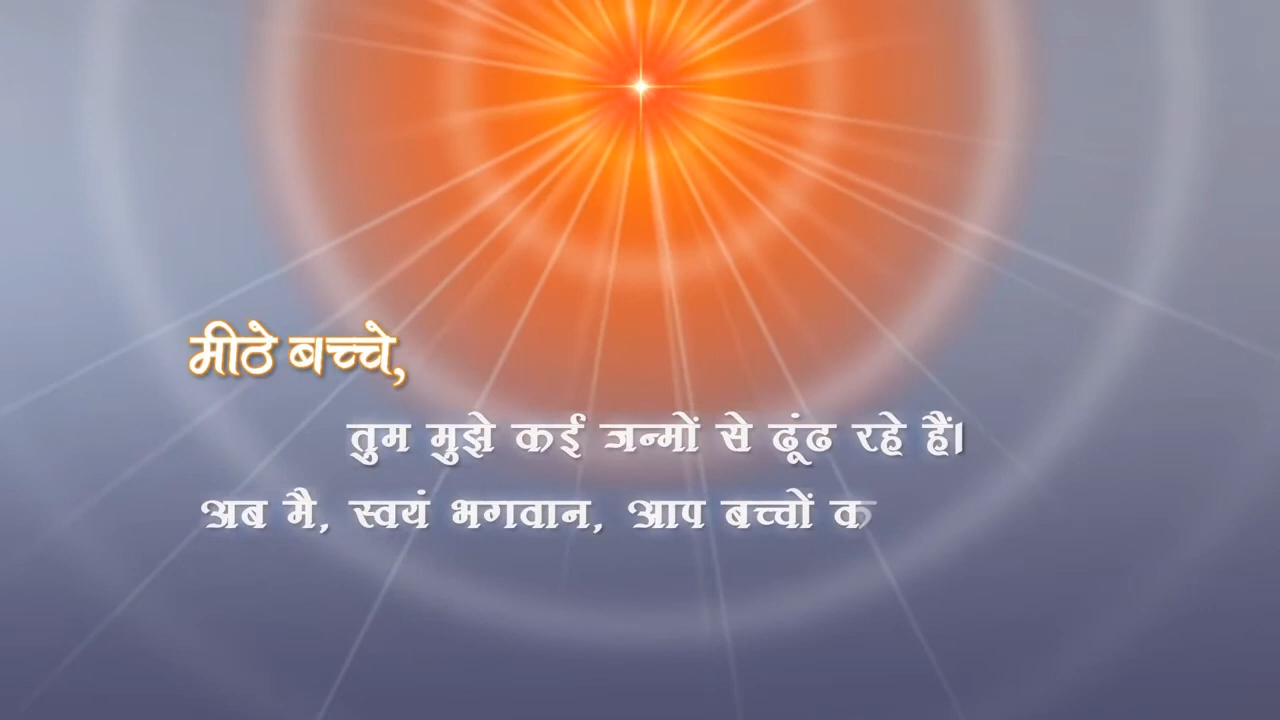 मीठे बच्चे,
तुम मुझे कई जन्मों से ढूंढ रहे हैं।
अब मै, स्वयं भगवान, आप बच्चों